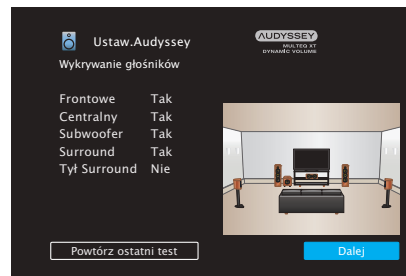 Ustaw.Audyssey
AUDYSSEY
MULTEQ XT
DYNAMIC VOLUME
Wykrywanie głośników
Frontowe Tak
Centralny Tak
Subwoofer Tak
Surround Tak
Tył Surround Nie
Powtórz ostatni test
Dalej